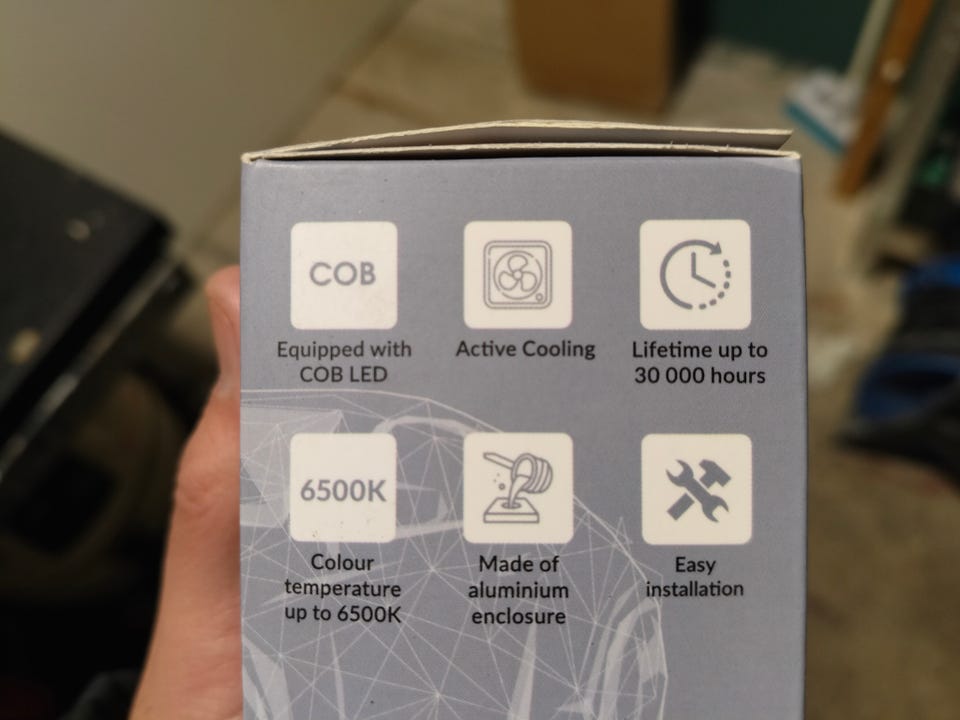 COB
Equipped with
COB LED
Active Cooling
Lifetime up to
30 000 hours
6500K
Colour
temperature
up to 6500K
Made of
aluminium
enclosure
Easy
installation